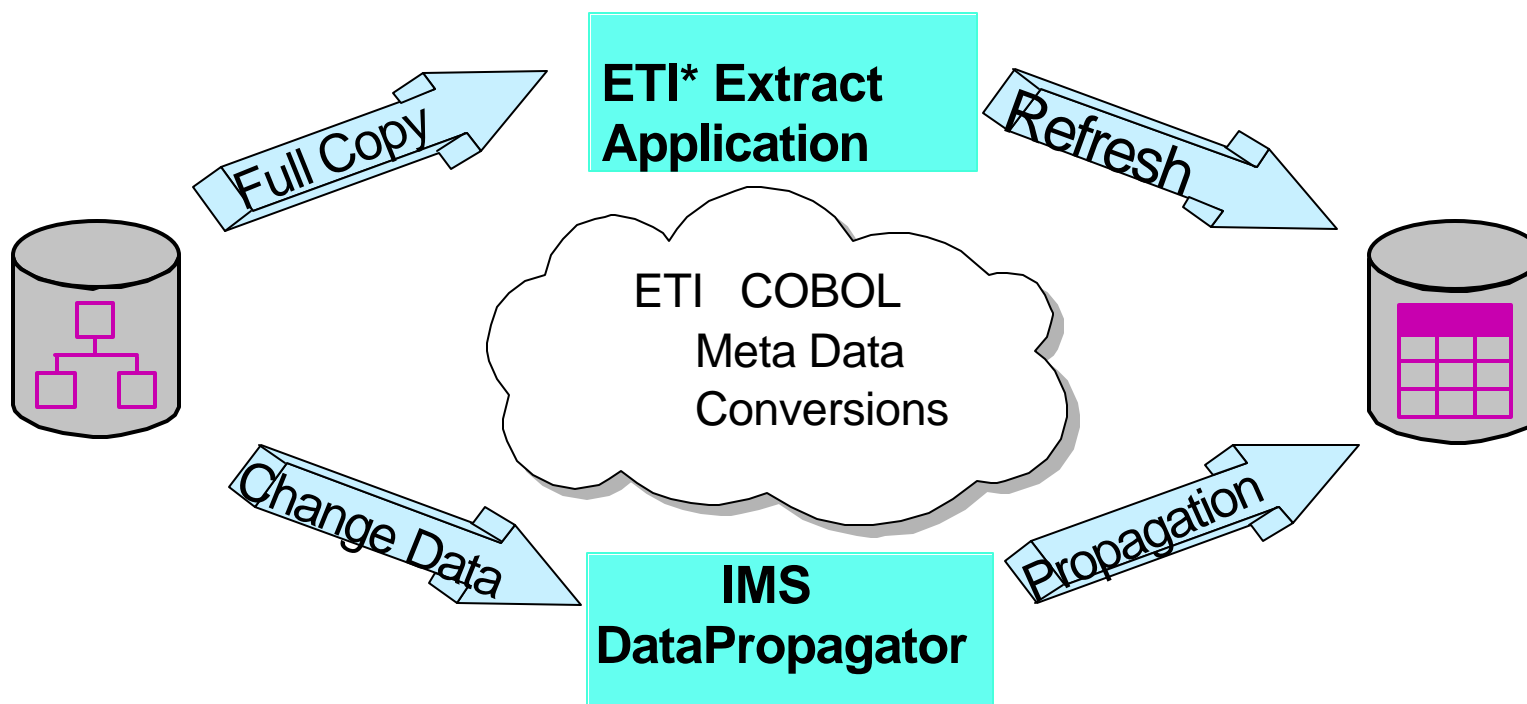 ETI* Extract
Application
Full Copy
Refresh
ETI COBOL
Meta Data
Conversions
Change Data
Propagation
IMS
DataPropagator